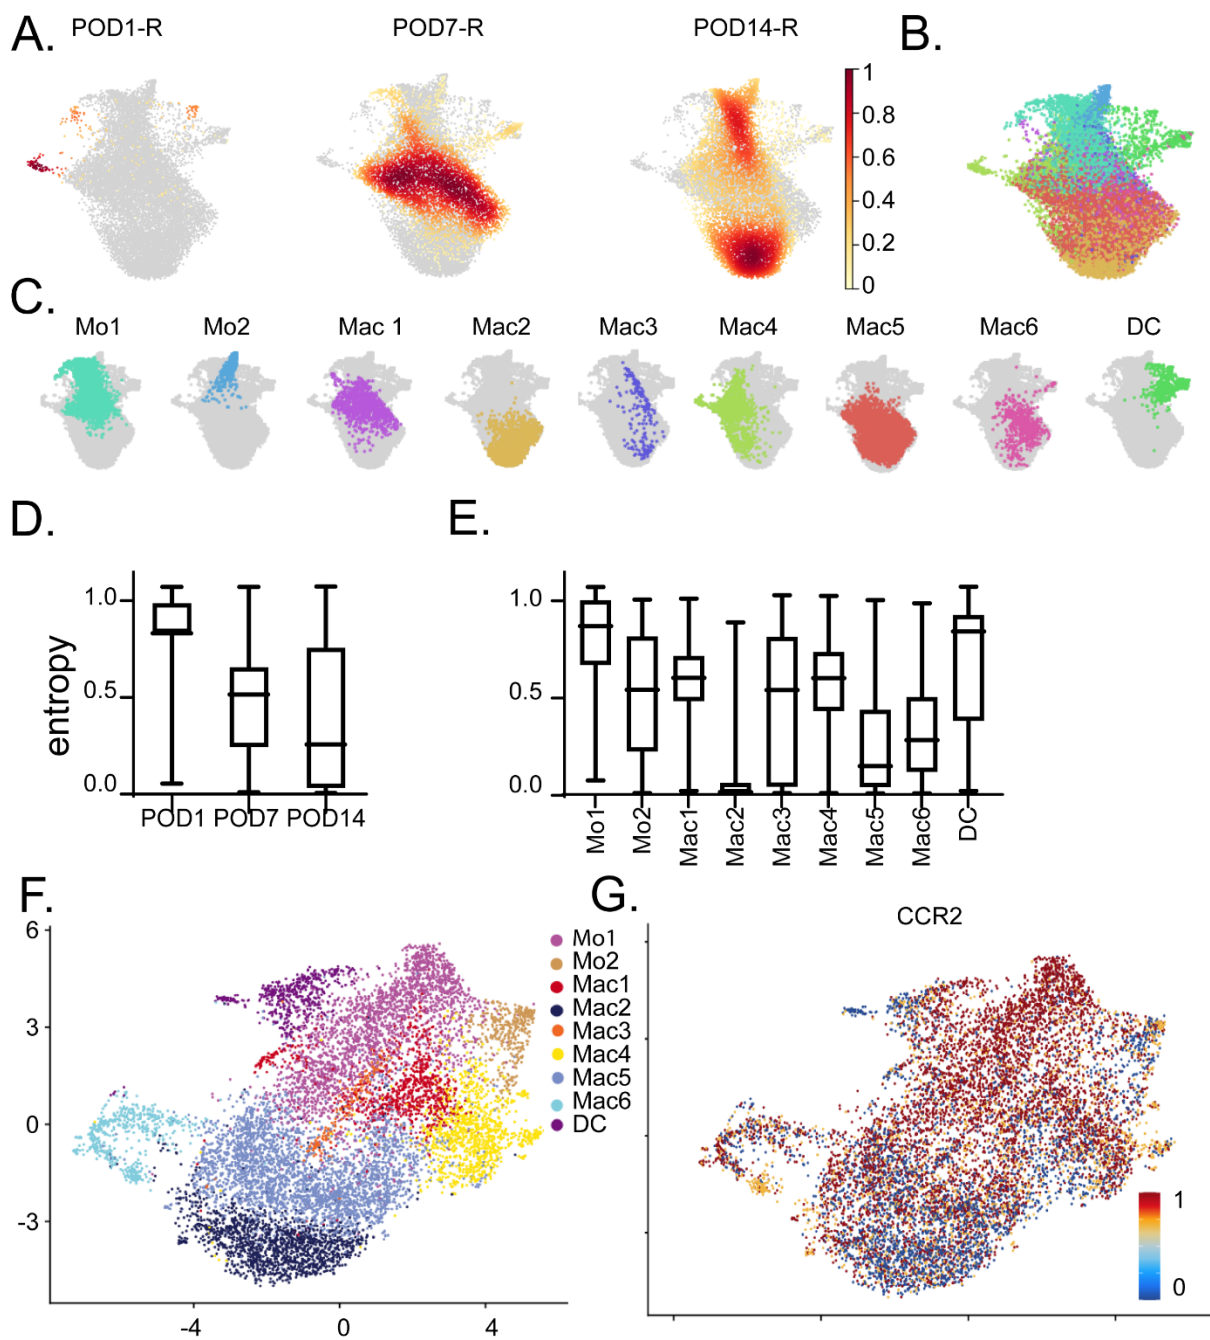 A.
POD1-R
POD7-R
POD14-R
B.
1
0.8
0.6
0.4
0.2
0
C.
Mo1
Mo2
Mac 1
Mac2
Mac3
Mac4
Mac5
Mac6
DC
D.
entropy
1.0
0.5
0.0
POD1
POD7
POD14
E.
1.0
0.5
0.0
Mo1
Mo2
Mac1
Mac2
Mac3
Mac4
Mac5
Mac6
DC
F.
6
3
0
-3
-4
0
4
Mo1
Mo2
Mac1
Mac2
Mac3
Mac4
Mac5
Mac6
DC
G.
CCR2
1
0